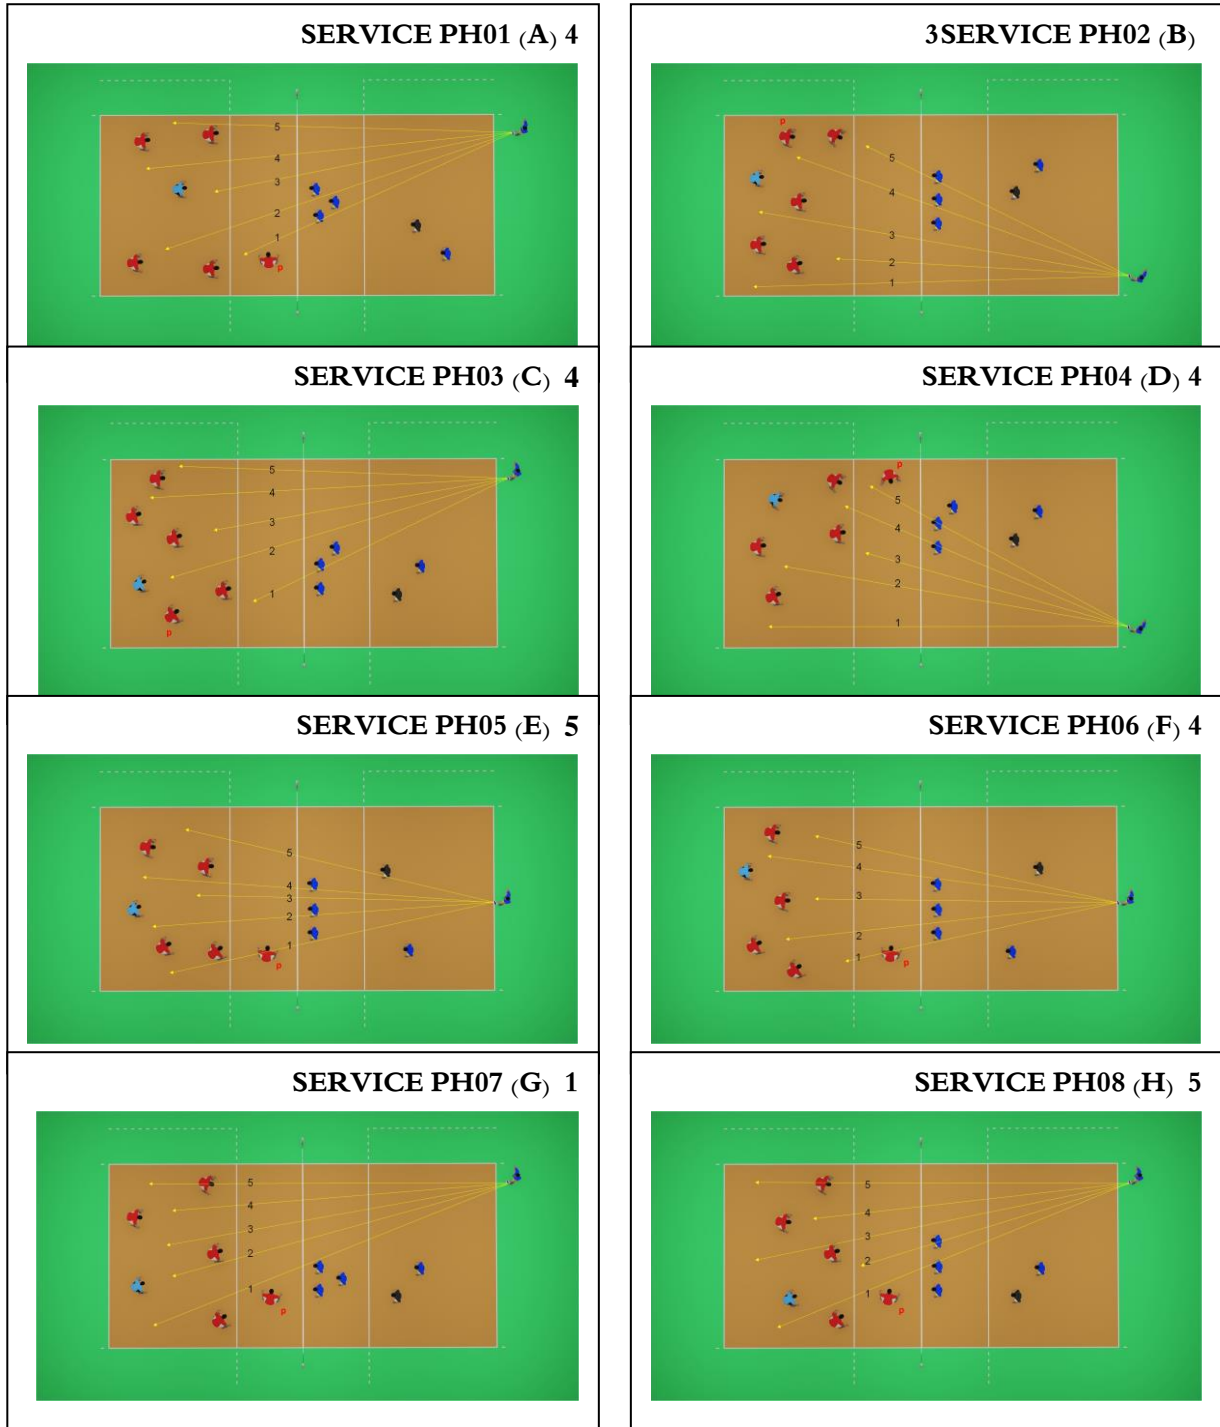 SERVICE PH01 (A) 4
5
4
3
2
1
p
3SERVICE PH02 (B)
p
5
4
3
2
1
SERVICE PH03 (C) 4
5
4
3
2
1
p
SERVICE PH04 (D) 4
p
5
4
3
2
1
SERVICE PH05 (E) 5
5
4
3
2
1
p
SERVICE PH06 (F) 4
5
4
3
2
1
p
SERVICE PH07 (G) 1
5
4
3
2
1
p
SERVICE PH08 (H) 5
5
4
3
2
1
p